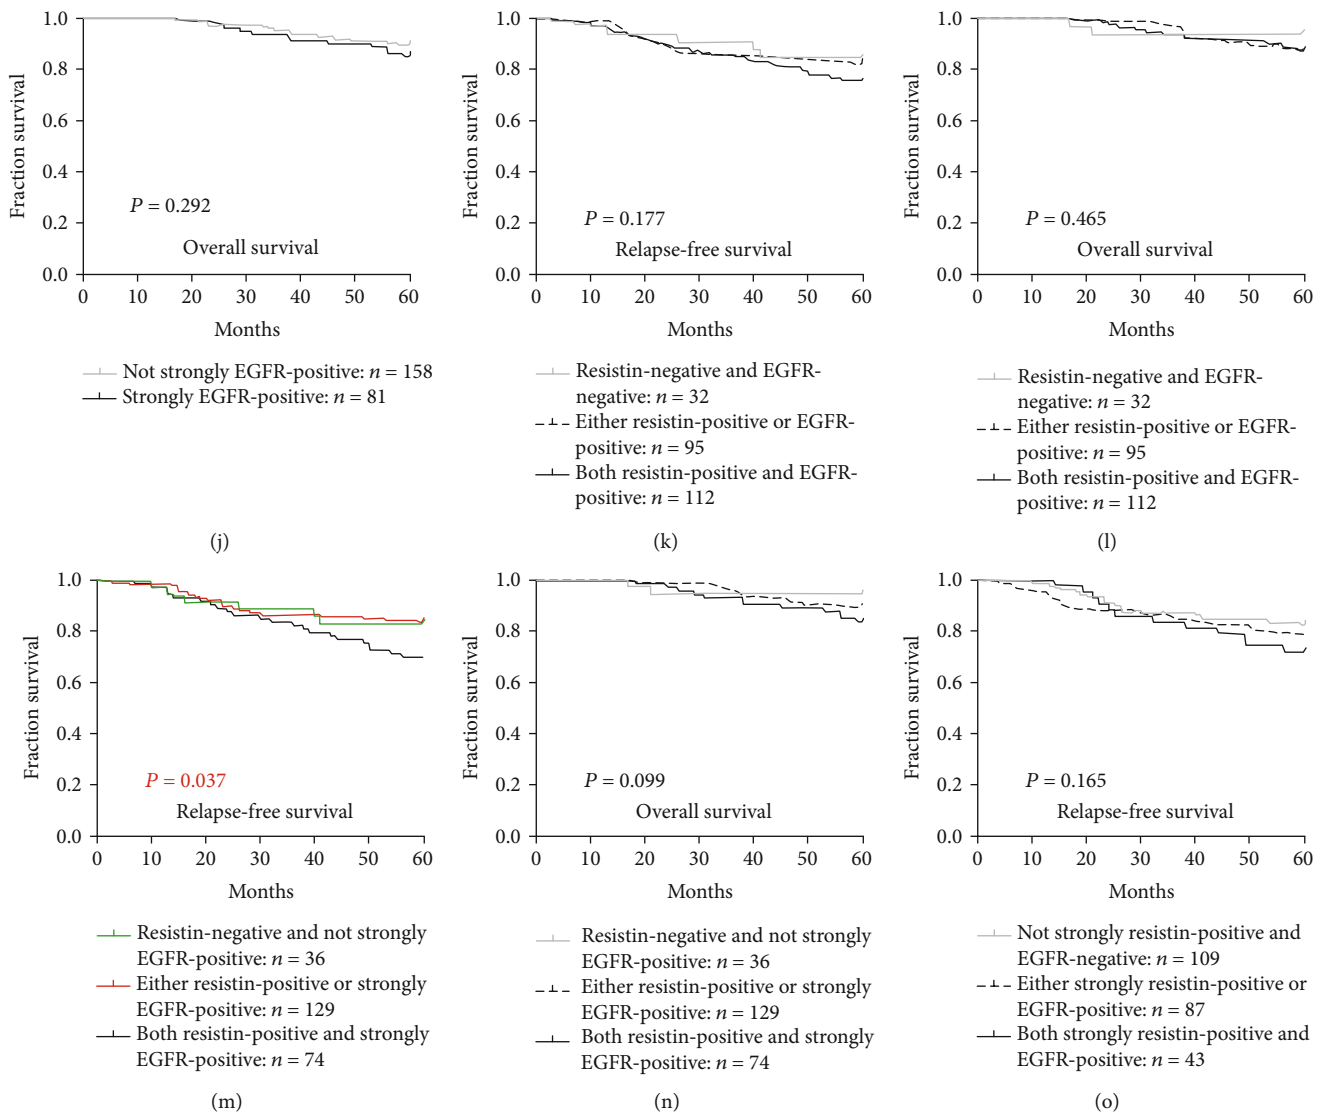 1.0
0.8
0.6
0.4
0.2
0.0
Fraction survival
P = 0.292
Overall survival
0 10 20 30 40 50 60
Months
Not strongly EGFR-positive: n = 158
Strongly EGFR-positive: n = 81
(j)
1.0
0.8
0.6
0.4
0.2
0.0
Fraction survival
P = 0.177
Relapse-free survival
0 10 20 30 40 50 60
Months
Resistin-negative and EGFR-
negative: n = 32
Either resistin-positive or EGFR-
positive: n = 95
Both resistin-positive and EGFR-
positive: n = 112
(k)
1.0
0.8
0.6
0.4
0.2
0.0
Fraction survival
P = 0.465
Overall survival
0 10 20 30 40 50 60
Months
Resistin-negative and EGFR-
negative: n = 32
Either resistin-positive or EGFR-
positive: n = 95
Both resistin-positive and EGFR-
positive: n = 112
(l)
1.0
0.8
0.6
0.4
0.2
0.0
Fraction survival
P = 0.037
Relapse-free survival
0 10 20 30 40 50 60
Months
Resistin-negative and not strongly
EGFR-positive: n = 36
Either resistin-positive or strongly
EGFR-positive: n = 129
Both resistin-positive and strongly
EGFR-positive: n = 74
(m)
1.0
0.8
0.6
0.4
0.2
0.0
Fraction survival
P = 0.099
Overall survival
0 10 20 30 40 50 60
Months
Resistin-negative and not strongly
EGFR-positive: n = 36
Either resistin-positive or strongly
EGFR-positive: n = 129
Both resistin-positive and strongly
EGFR-positive: n = 74
(n)
1.0
0.8
0.6
0.4
0.2
0.0
Fraction survival
P = 0.165
Relapse-free survival
0 10 20 30 40 50 60
Months
Not strongly resistin-positive and
EGFR-negative: n = 109
Either strongly resistin-positive or
EGFR-positive: n = 87
Both strongly resistin-positive and
EGFR-positive: n = 43
(o)